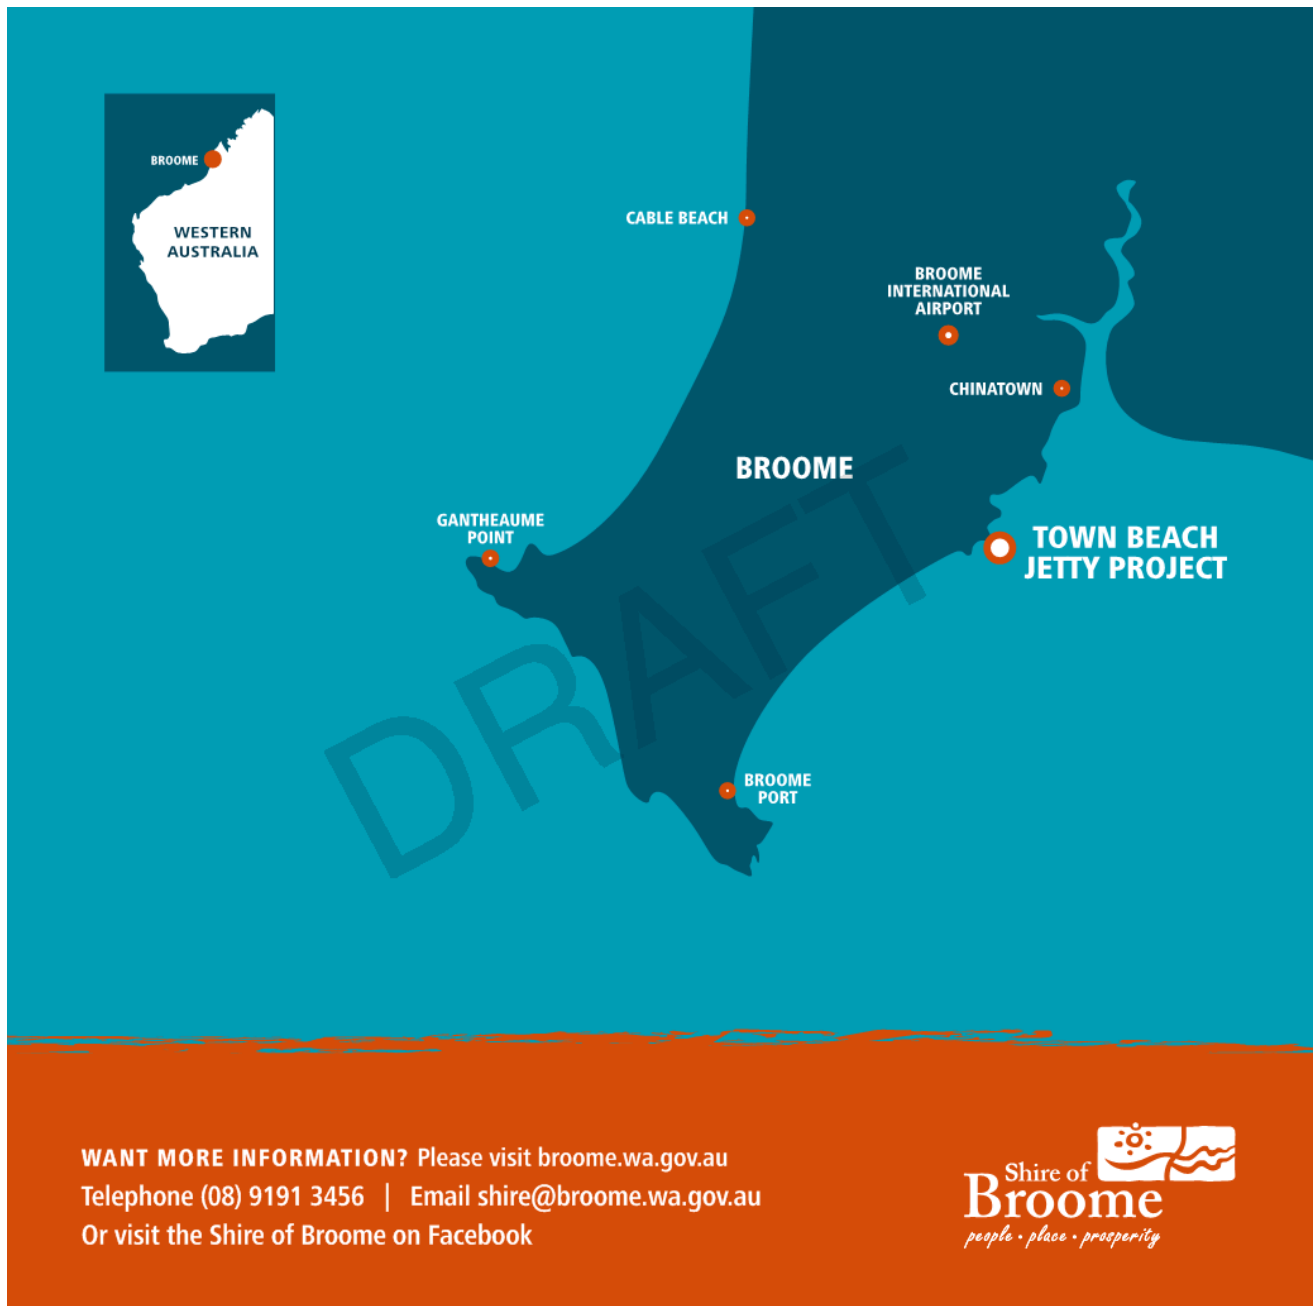 BROOME
WESTERN
AUSTRALIA
CABLE BEACH
BROOME
INTERNATIONAL
AIRPORT
CHINATOWN
BROOME
GANTHEAUME
POINT
TOWN BEACH
JETTY PROJECT
BROOME
PORT
DRAFT
WANT MORE INFORMATION? Please visit broome.wa.gov.au
Telephone (08) 9191 3456 | Email shire@broome.wa.gov.au
Or visit the Shire of Broome on Facebook
Shire of
Broome
people • place • prosperity